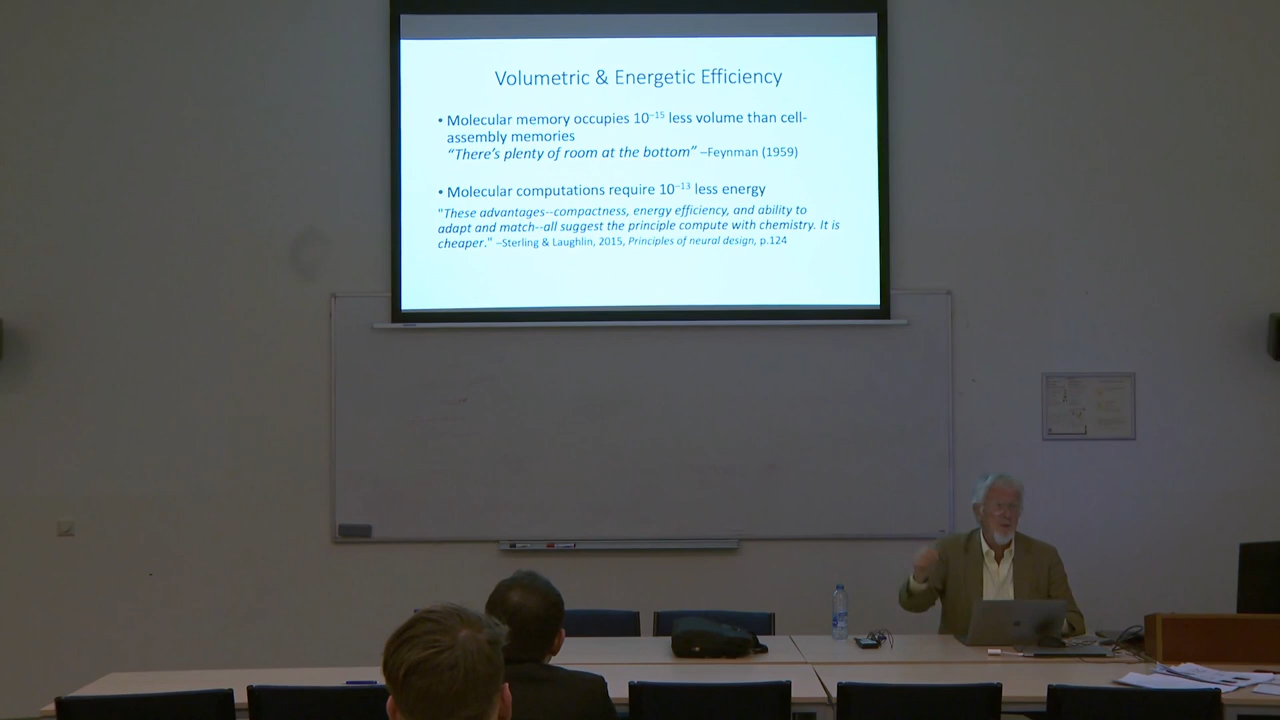 Volumetric & Energetic Efficiency
• Molecular memory occupies 10⁻¹⁵ less volume than cell-
assembly memories
“There’s plenty of room at the bottom” –Feynman (1959)
• Molecular computations require 10⁻¹³ less energy
"These advantages--compactness, energy efficiency, and ability to
adapt and match--all suggest the principle compute with chemistry. It is
cheaper." –Sterling & Laughlin, 2015, Principles of neural design, p.124